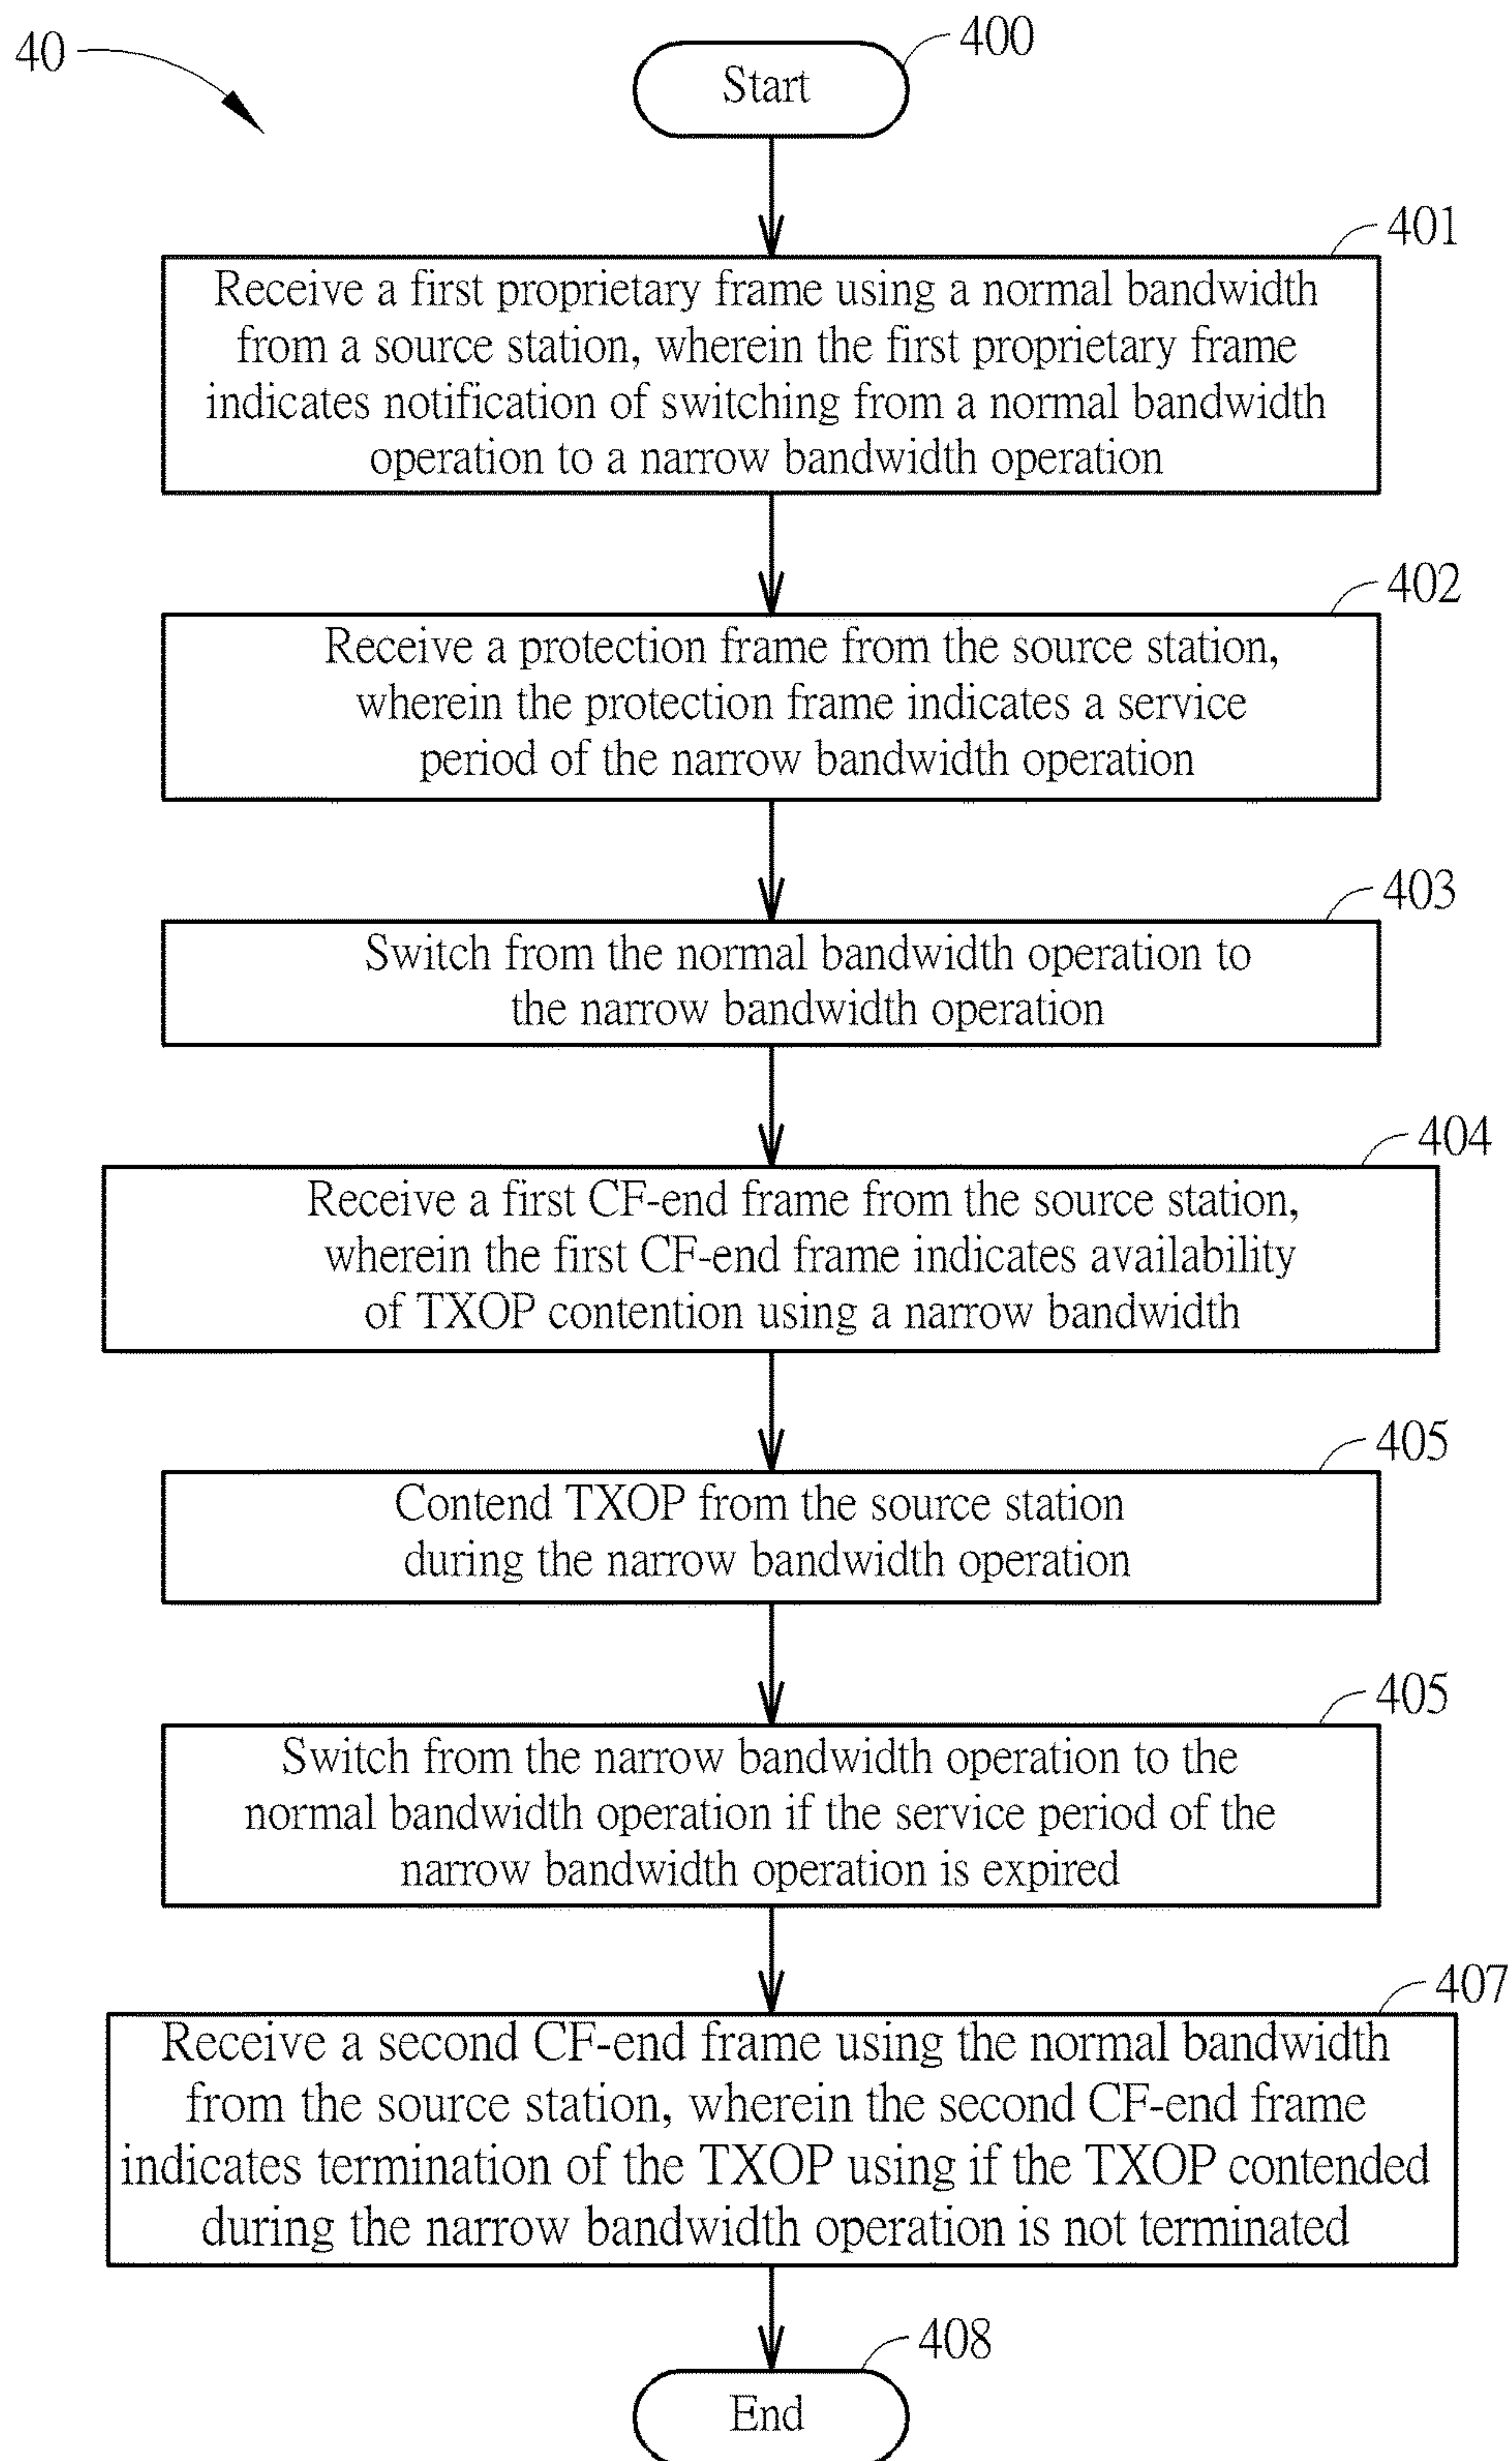 40
400
Start
401
Receive a first proprietary frame using a normal bandwidth
from a source station, wherein the first proprietary frame
indicates notification of switching from a normal bandwidth
operation to a narrow bandwidth operation
402
Receive a protection frame from the source station,
wherein the protection frame indicates a service
period of the narrow bandwidth operation
403
Switch from the normal bandwidth operation to
the narrow bandwidth operation
404
Receive a first CF-end frame from the source station,
wherein the first CF-end frame indicates availability
of TXOP contention using a narrow bandwidth
405
Contend TXOP from the source station
during the narrow bandwidth operation
405
Switch from the narrow bandwidth operation to the
normal bandwidth operation if the service period of the
narrow bandwidth operation is expired
407
Receive a second CF-end frame using the normal bandwidth
from the source station, wherein the second CF-end frame
indicates termination of the TXOP using if the TXOP contended
during the narrow bandwidth operation is not terminated
408
End